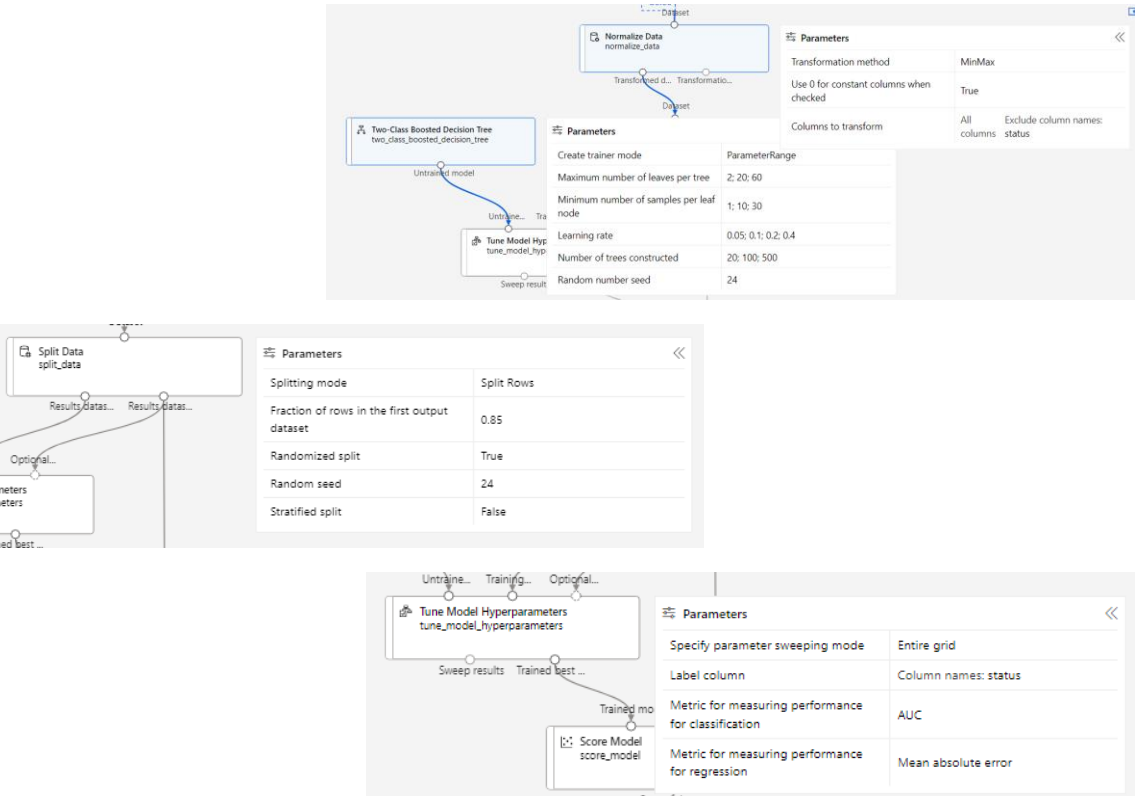 Dataset
Normalize Data
normalize_data
Transformed d... Transformatio...
Dataset
Parameters
Transformation method MinMax
Use 0 for constant columns when checked True
Columns to transform All columns Exclude column names: status
Two-Class Boosted Decision Tree
two_class_boosted_decision_tree
Untrained model
Parameters
Create trainer mode ParameterRange
Maximum number of leaves per tree 2; 20; 60
Minimum number of samples per leaf node 1; 10; 30
Learning rate 0.05; 0.1; 0.2; 0.4
Number of trees constructed 20; 100; 500
Random number seed 24
Untraine... Tra
Tune Model Hyp
tune_model_hyp
Sweep result
Split Data
split_data
Results datas... Results datas...
Optional...
meters
eters
ed best ...
Parameters
Splitting mode Split Rows
Fraction of rows in the first output dataset 0.85
Randomized split True
Random seed 24
Stratified split False
Untraine... Training... Optional...
Tune Model Hyperparameters
tune_model_hyperparameters
Sweep results Trained best ...
Trained mo
Score Model
score_model
Parameters
Specify parameter sweeping mode Entire grid
Label column Column names: status
Metric for measuring performance for classification AUC
Metric for measuring performance for regression Mean absolute error